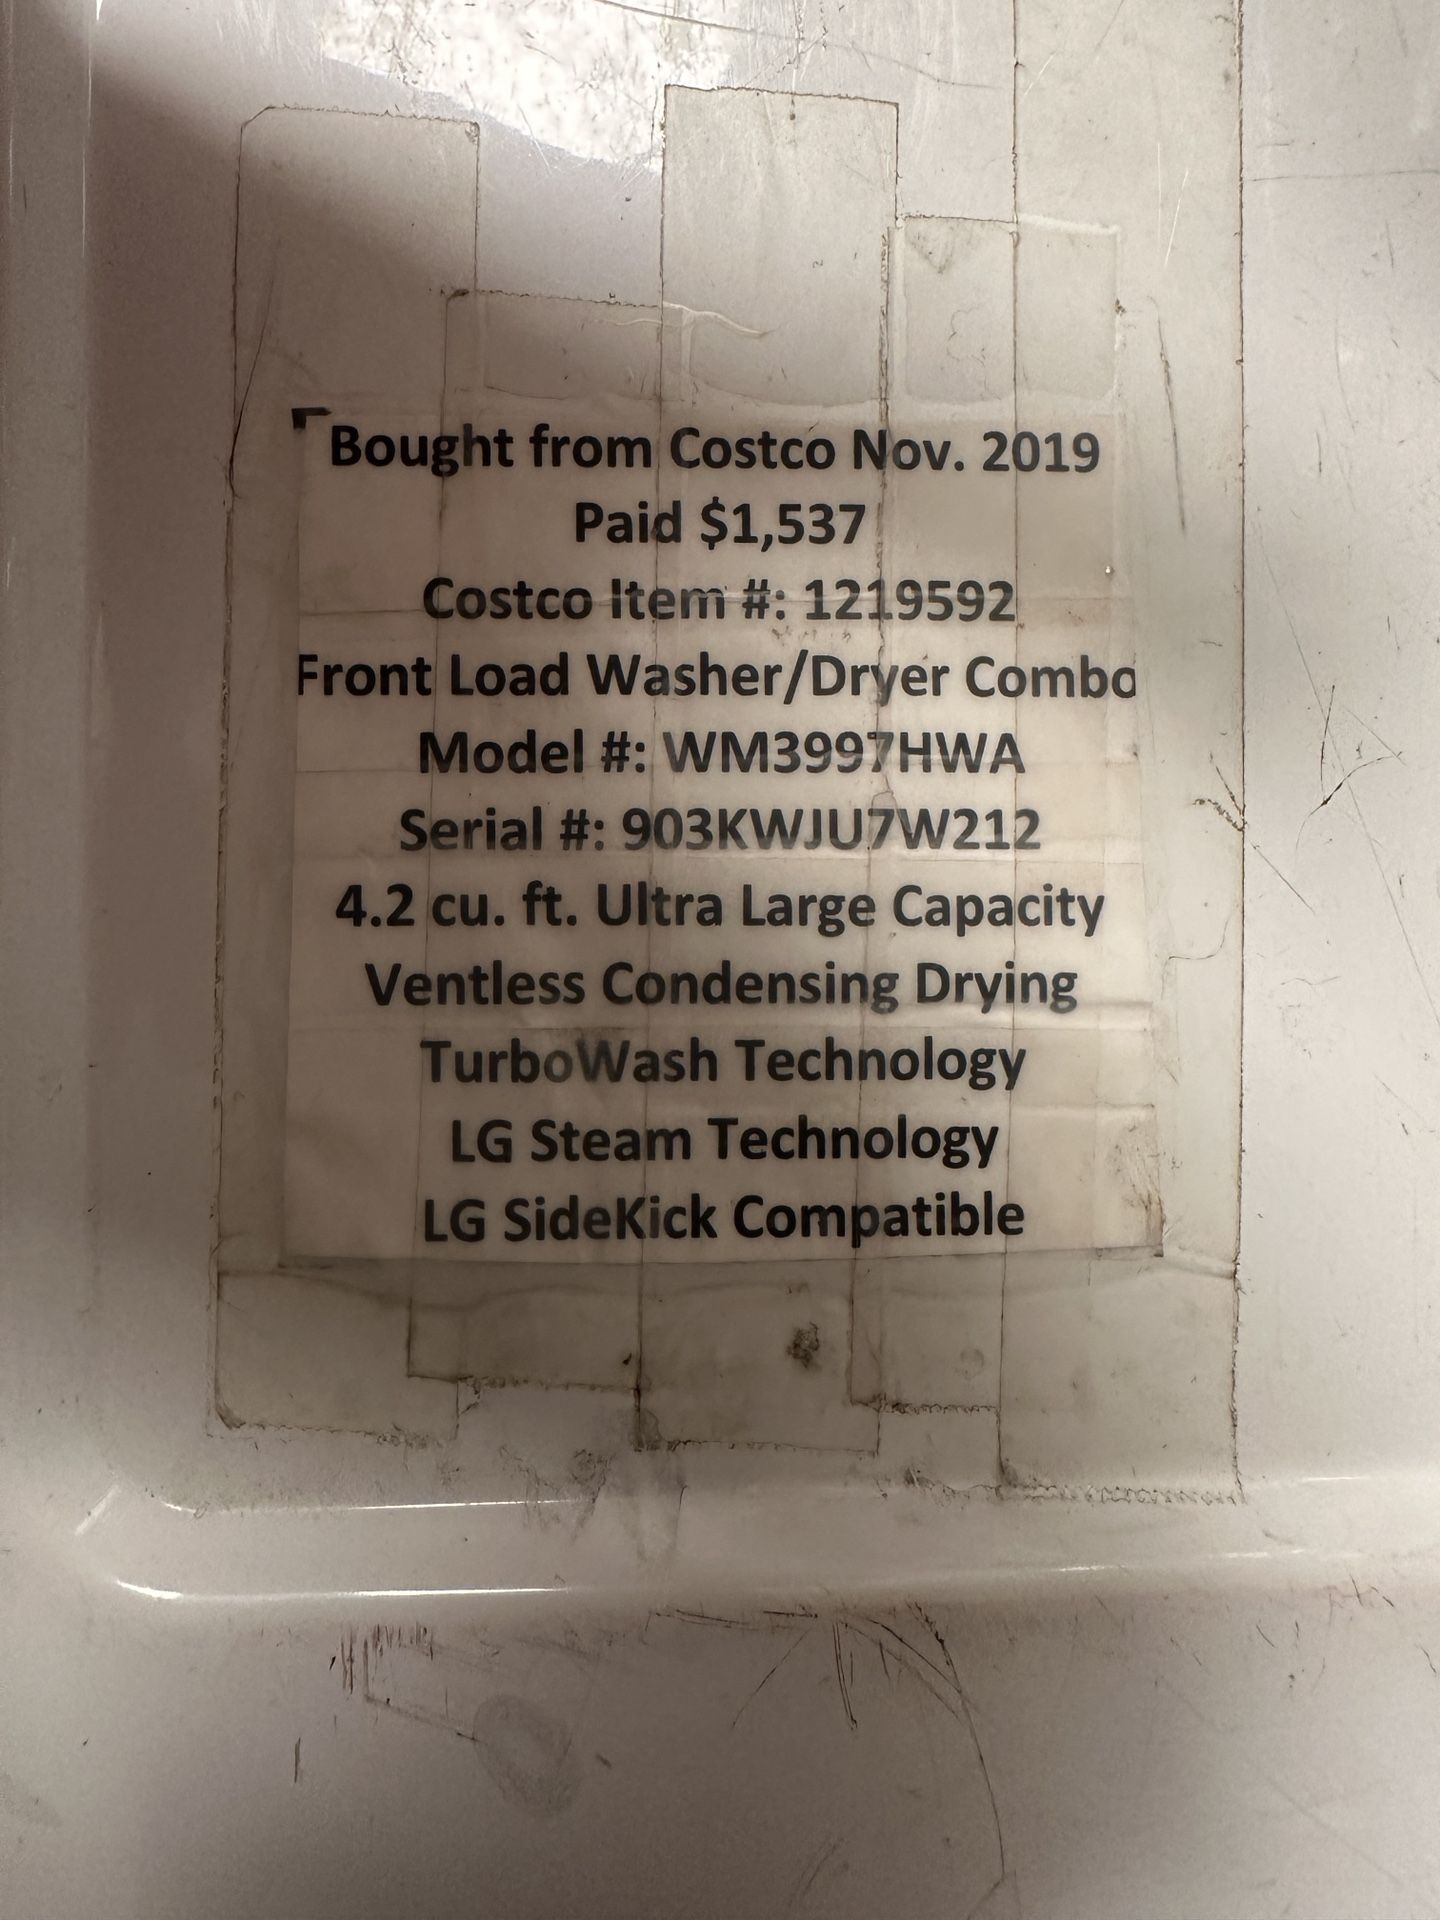 Bought from Costco Nov. 2019
Paid $1,537
Costco Item #: 1219592
Front Load Washer/Dryer Combo
Model #: WM3997HWA
Serial #: 903KWJU7W212
4.2 cu. ft. Ultra Large Capacity
Ventless Condensing Drying
TurboWash Technology
LG Steam Technology
LG SideKick Compatible